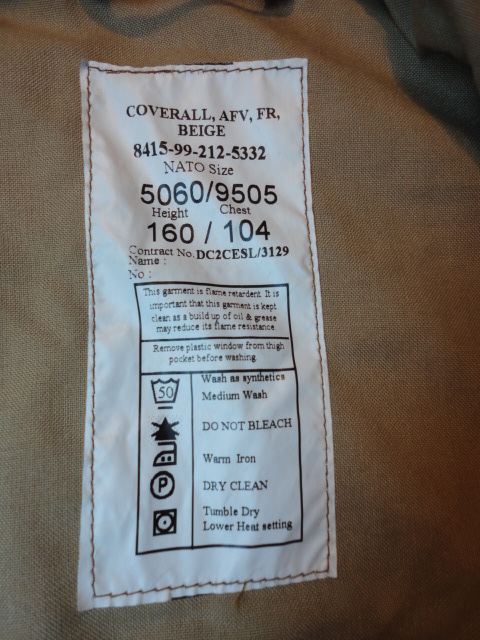 COVERALL, AFV, FR,
BEIGE
8415-99-212-5332
NATO Size
5060/9505
Height Chest
160 / 104
Contract No. DC2CESL/3129
Name :
No :
This garment is flame retardent. It is
important that this garment is kept
clean as a build up of oil & grease
may reduce its flame resistance.
Remove plastic window from thigh
pocket before washing.
50
Wash as synthetics
Medium Wash
DO NOT BLEACH
Warm Iron
P
DRY CLEAN
Tumble Dry
Lower Heat setting